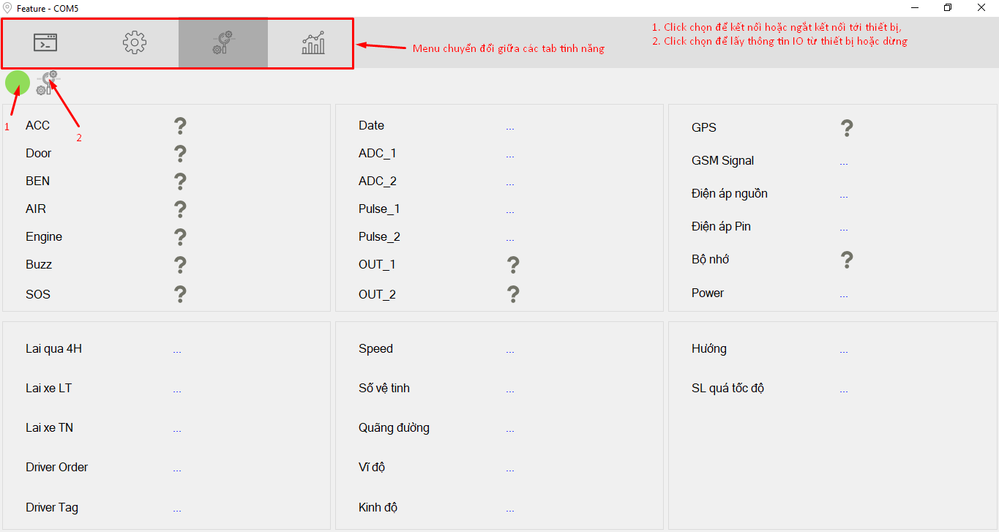 Feature - COM5
1. Click chọn để kết nối hoặc ngắt kết nối tới thiết bị,
2. Click chọn để lấy thông tin IO từ thiết bị hoặc dừng
Menu chuyển đổi giữa các tab tính năng
1
2
ACC ?
Door ?
BEN ?
AIR ?
Engine ?
Buzz ?
SOS ?
Date ...
ADC_1 ...
ADC_2 ...
Pulse_1 ...
Pulse_2 ...
OUT_1 ?
OUT_2 ?
GPS ?
GSM Signal ...
Điện áp nguồn ...
Điện áp Pin ...
Bộ nhớ ?
Power ...
Lai qua 4H ...
Lai xe LT ...
Lai xe TN ...
Driver Order ...
Driver Tag ...
Speed ...
Số vệ tinh ...
Quãng đường ...
Vĩ độ ...
Kinh độ ...
Hướng ...
SL quá tốc độ ...